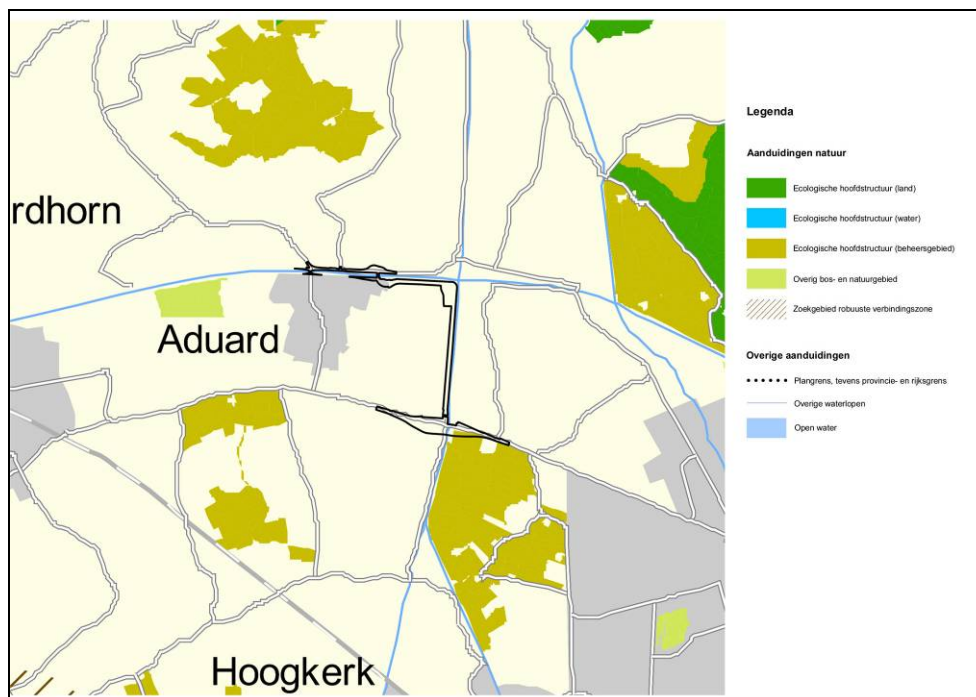 rdhorn
Aduard
Hoogkerk
Legenda
Aanduidingen natuur
Ecologische hoofdstructuur (land)
Ecologische hoofdstructuur (water)
Ecologische hoofdstructuur (beheersgebied)
Overig bos- en natuurgebied
Zoekgebied robuuste verbindingszone
Overige aanduidingen
Plangrens, tevens provincie- en rijksgrens
Overige waterlopen
Open water